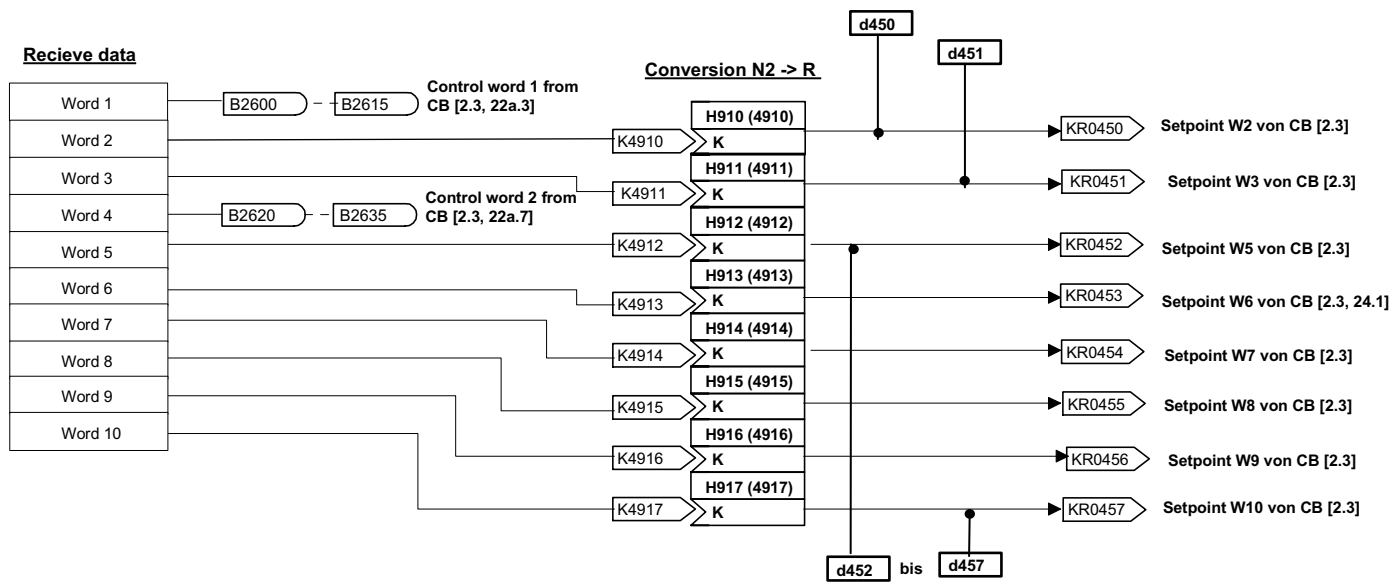 d450
d451
Recieve data
Conversion N2 -> R
Word 1
B2600
B2615
Control word 1 from
CB [2.3, 22a.3]
Word 2
K4910
H910 (4910)
K
KR0450
Setpoint W2 von CB [2.3]
Word 3
K4911
H911 (4911)
K
KR0451
Setpoint W3 von CB [2.3]
Word 4
B2620
B2635
Control word 2 from
CB [2.3, 22a.7]
Word 5
K4912
H912 (4912)
K
KR0452
Setpoint W5 von CB [2.3]
Word 6
K4913
H913 (4913)
K
KR0453
Setpoint W6 von CB [2.3, 24.1]
Word 7
K4914
H914 (4914)
K
KR0454
Setpoint W7 von CB [2.3]
Word 8
K4915
H915 (4915)
K
KR0455
Setpoint W8 von CB [2.3]
Word 9
K4916
H916 (4916)
K
KR0456
Setpoint W9 von CB [2.3]
Word 10
K4917
H917 (4917)
K
KR0457
Setpoint W10 von CB [2.3]
d452 bis d457